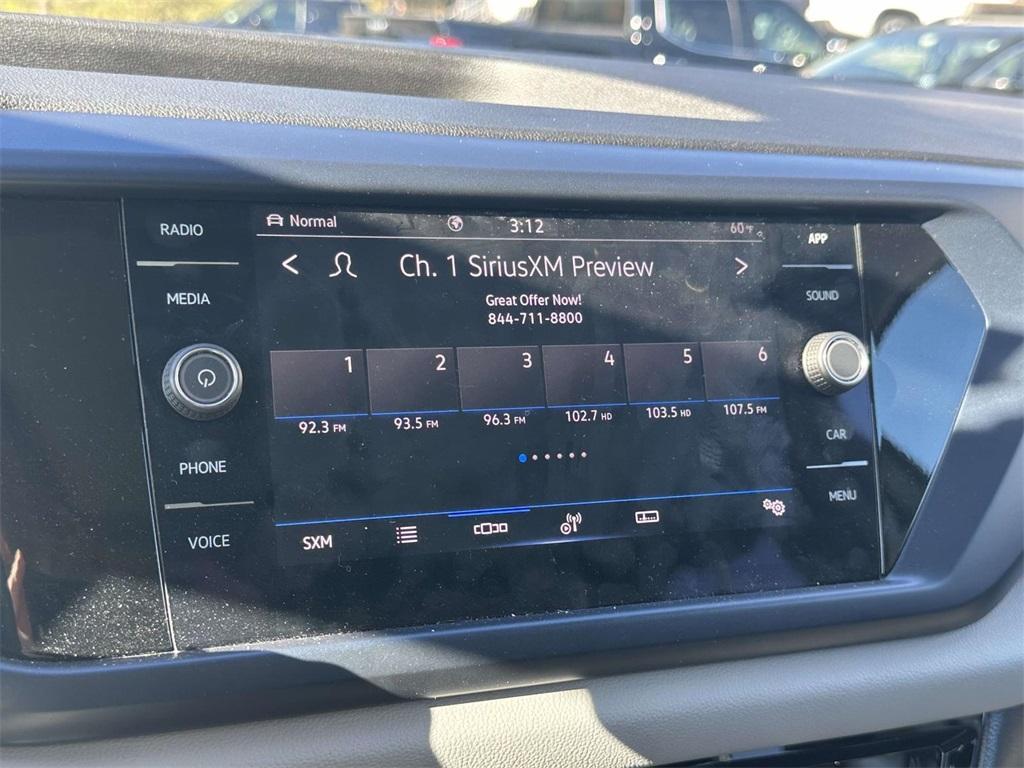 RADIO
MEDIA
PHONE
VOICE
Normal 3:12 60°F
Ch. 1 SiriusXM Preview
Great Offer Now!
844-711-8800
1 2 3 4 5 6
92.3 FM 93.5 FM 96.3 FM 102.7 HD 103.5 HD 107.5 FM
SXM
APP
SOUND
CAR
MENU